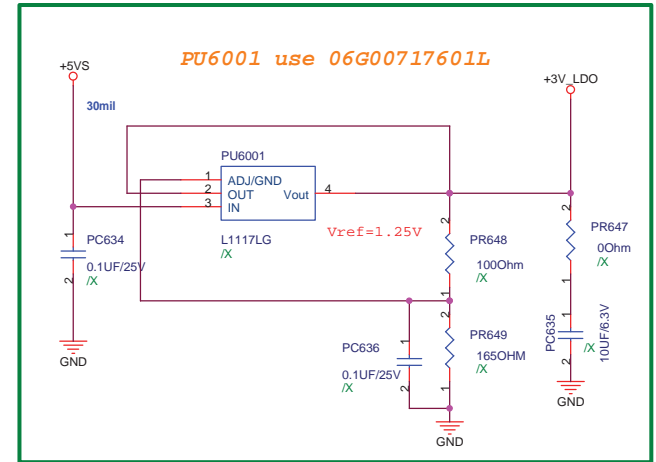 PU6001 use 06G00717601L
+5VS
+3V_LDO
30mil
PU6001
1 ADJ/GND
2 OUT Vout 4
3 IN
L1117LG
/X
Vref=1.25V
1
PC634
0.1UF/25V
2
/X
GND
2
PR648
100Ohm
/X
1
2
PR647
0Ohm
/X
1
1
PC636
0.1UF/25V
/X
2
2
PR649
165OHM
/X
1
GND
1
PC635
/X
10UF/6.3V
2
GND